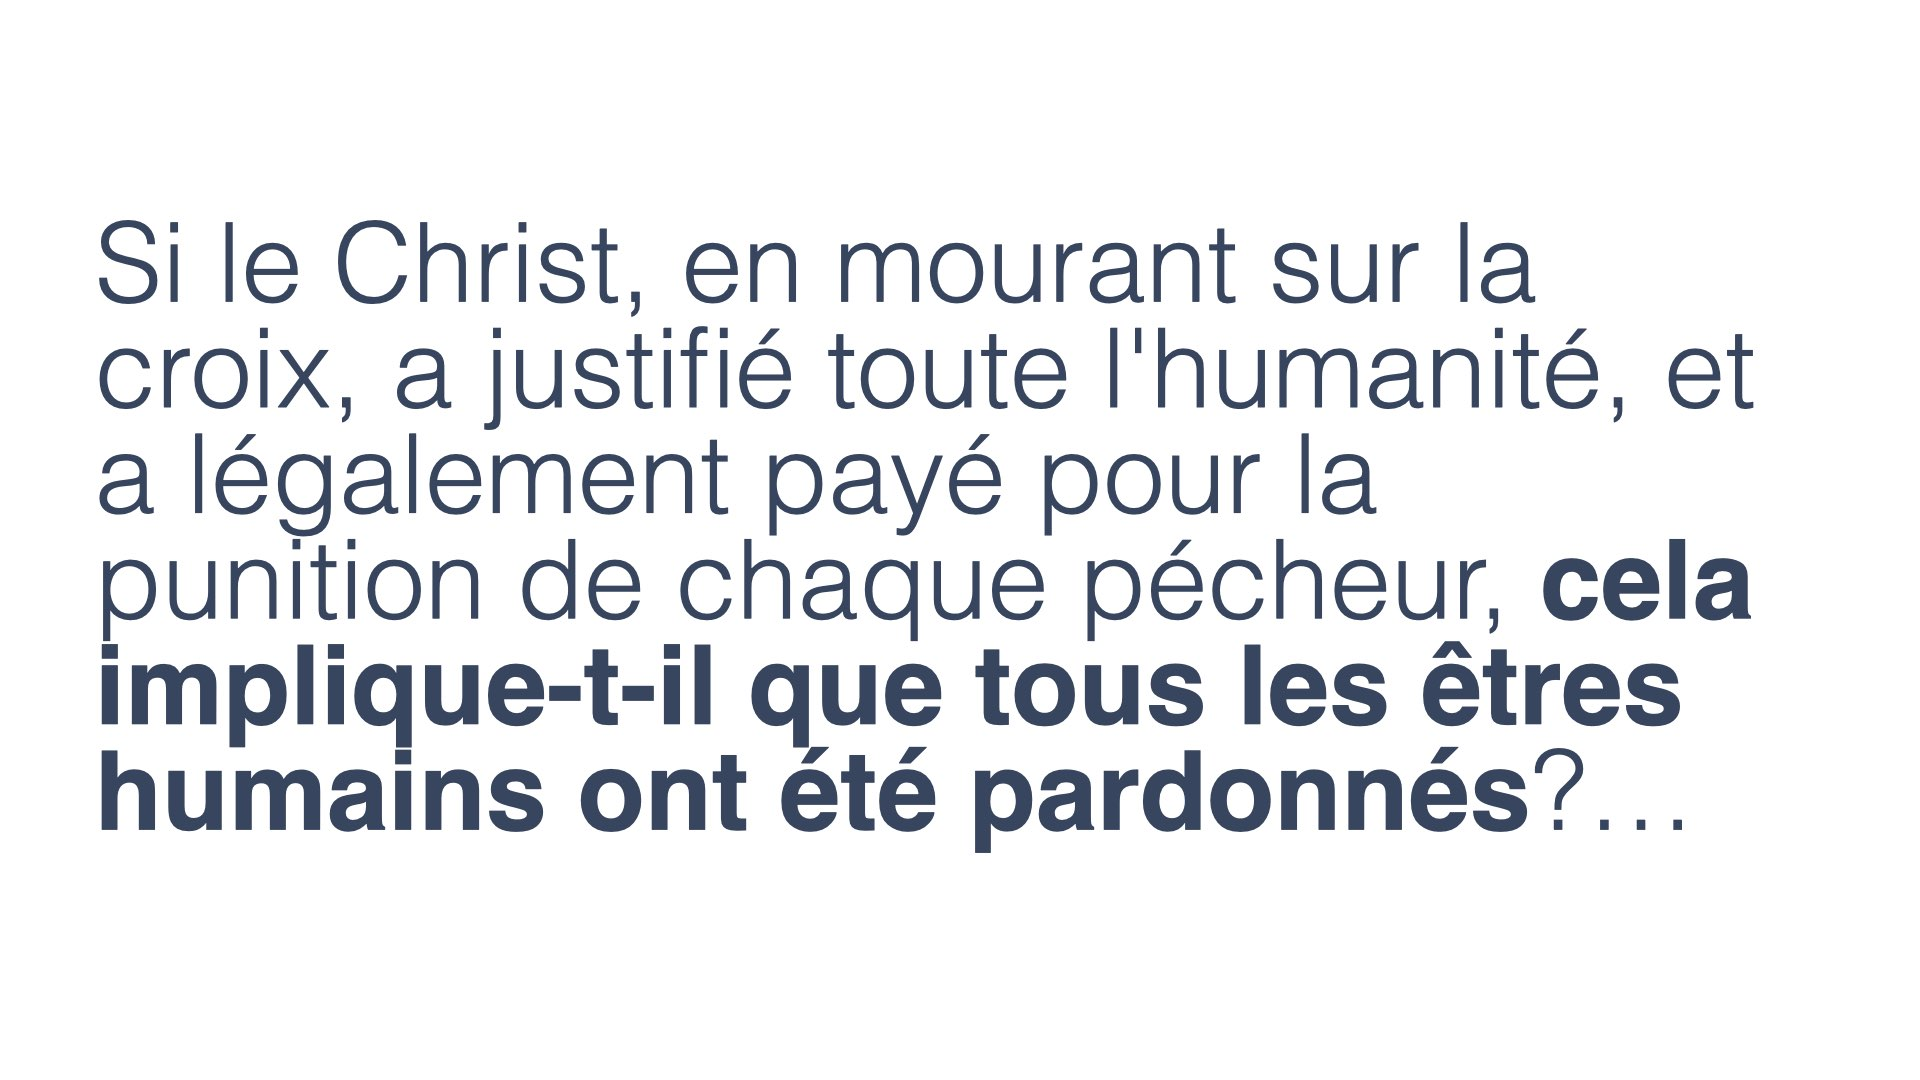 Si le Christ, en mourant sur la
croix, a justifié toute l'humanité, et
a légalement payé pour la
punition de chaque pécheur, cela
implique-t-il que tous les êtres
humains ont été pardonnés?…